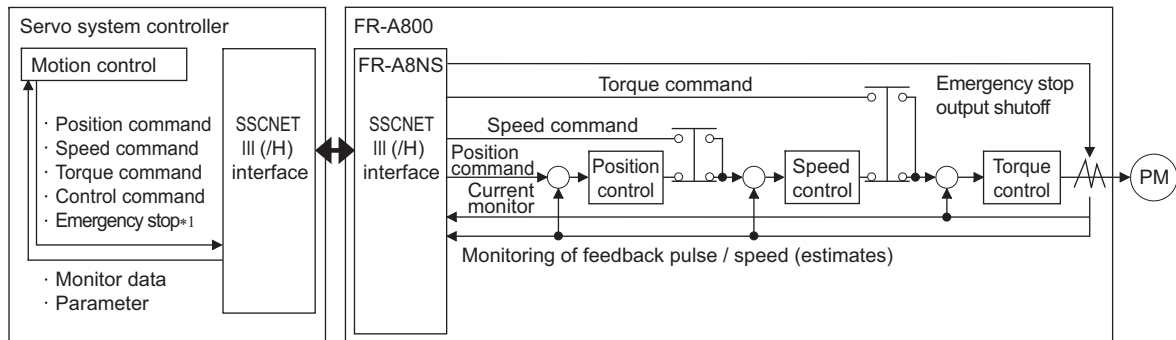 Servo system controller
Motion control
· Position command
· Speed command
· Torque command
· Control command
· Emergency stop*1
SSCNET
III (/H)
interface
· Monitor data
· Parameter
FR-A800
FR-A8NS
SSCNET
III (/H)
interface
Torque command
Speed command
Position
command
Current
monitor
Position
control
Speed
control
Torque
control
Emergency stop
output shutoff
PM
Monitoring of feedback pulse / speed (estimates)